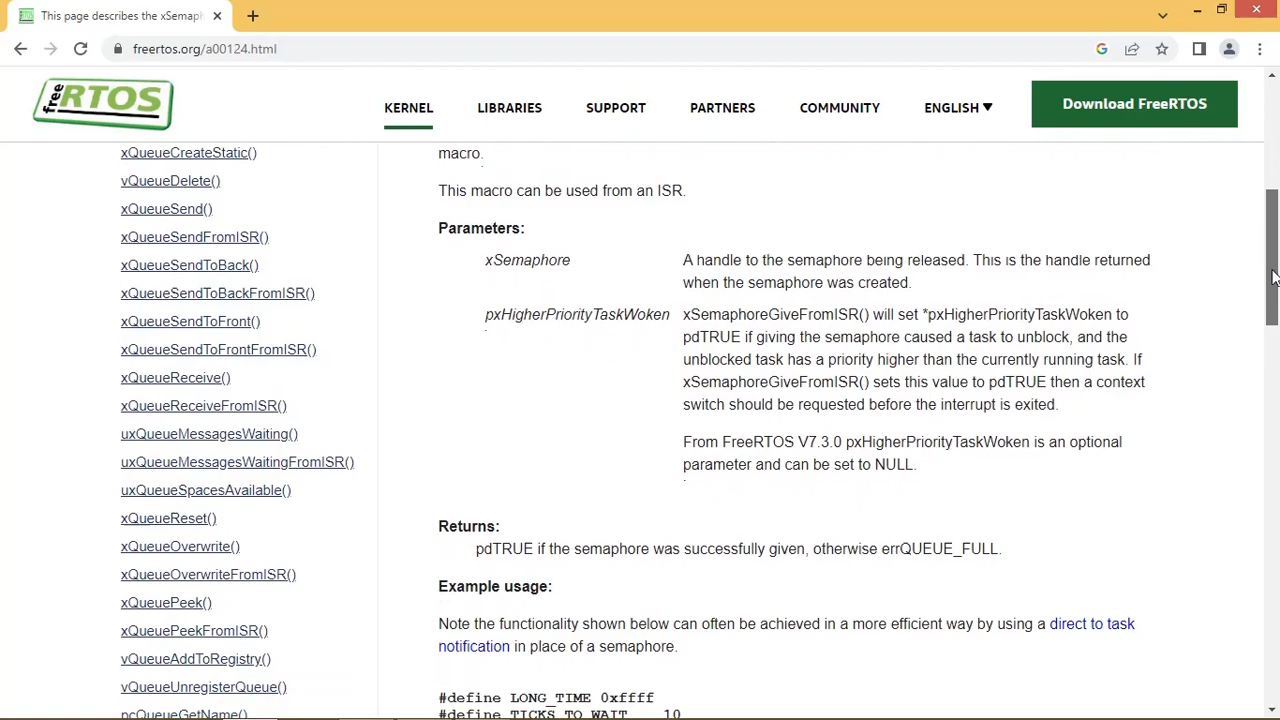 This page describes the xSemaph
freertos.org/a00124.html
freeRTOS
KERNEL
LIBRARIES
SUPPORT
PARTNERS
COMMUNITY
ENGLISH
Download FreeRTOS
xQueueCreateStatic()
vQueueDelete()
xQueueSend()
xQueueSendFromISR()
xQueueSendToBack()
xQueueSendToBackFromISR()
xQueueSendToFront()
xQueueSendToFrontFromISR()
xQueueReceive()
xQueueReceiveFromISR()
uxQueueMessagesWaiting()
uxQueueMessagesWaitingFromISR()
uxQueueSpacesAvailable()
xQueueReset()
xQueueOverwrite()
xQueueOverwriteFromISR()
xQueuePeek()
xQueuePeekFromISR()
vQueueAddToRegistry()
vQueueUnregisterQueue()
pcQueueGetName()
macro.
This macro can be used from an ISR.
Parameters:
xSemaphore
A handle to the semaphore being released. This is the handle returned
when the semaphore was created.
pxHigherPriorityTaskWoken
xSemaphoreGiveFromISR() will set *pxHigherPriorityTaskWoken to
pdTRUE if giving the semaphore caused a task to unblock, and the
unblocked task has a priority higher than the currently running task. If
xSemaphoreGiveFromISR() sets this value to pdTRUE then a context
switch should be requested before the interrupt is exited.
From FreeRTOS V7.3.0 pxHigherPriorityTaskWoken is an optional
parameter and can be set to NULL.
Returns:
pdTRUE if the semaphore was successfully given, otherwise errQUEUE_FULL.
Example usage:
Note the functionality shown below can often be achieved in a more efficient way by using a direct to task
notification in place of a semaphore.
#define LONG_TIME 0xffff
#define TICKS_TO_WAIT 10